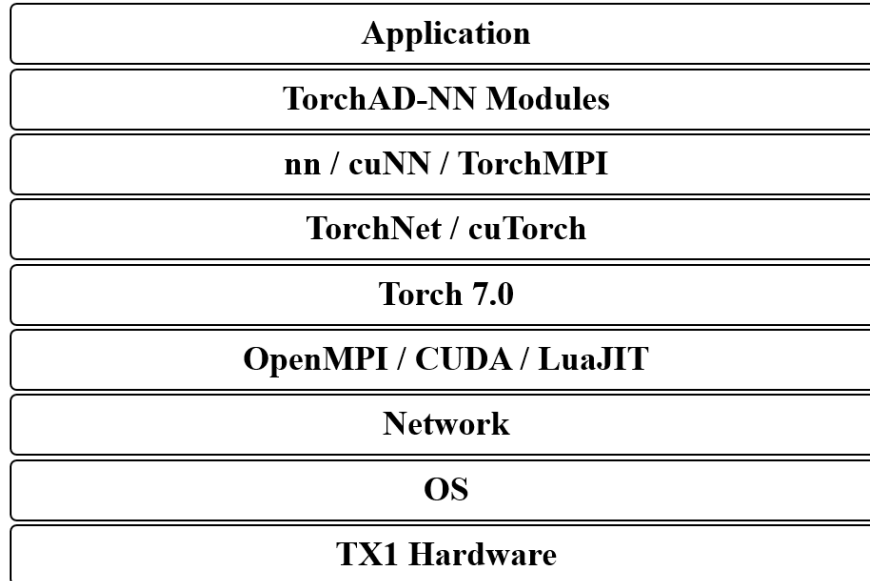 Application
TorchAD-NN Modules
nn / cuNN / TorchMPI
TorchNet / cuTorch
Torch 7.0
OpenMPI / CUDA / LuaJIT
Network
OS
TX1 Hardware